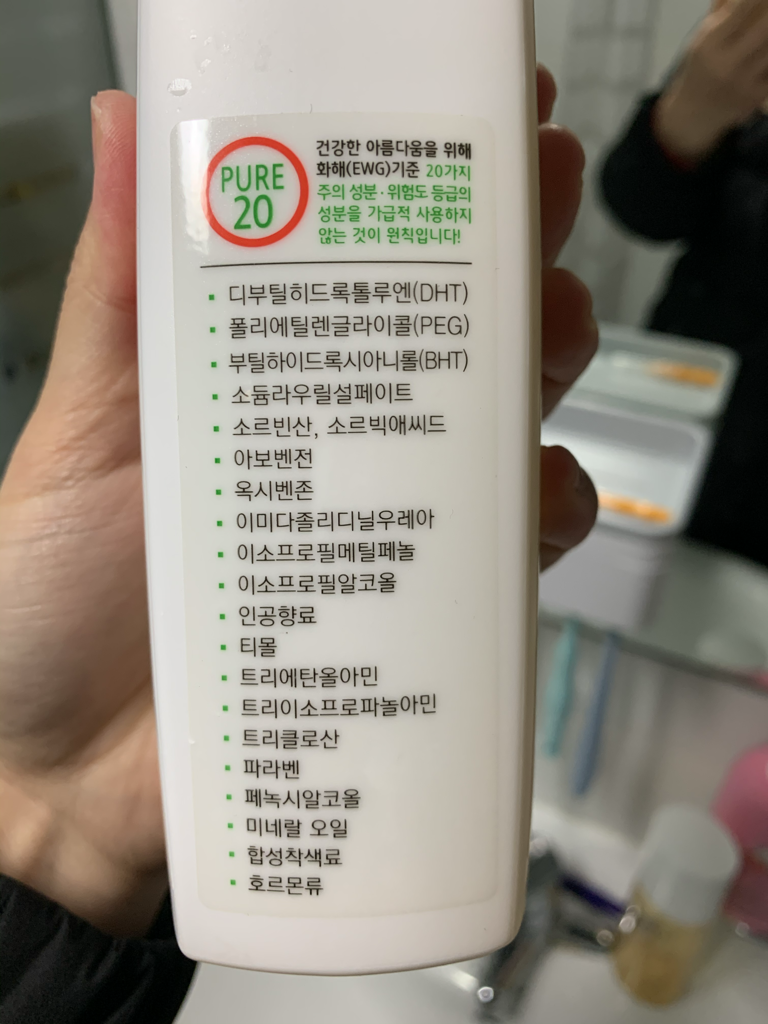 PURE
20
건강한 아름다움을 위해
화해(EWG)기준 20가지
주의 성분·위험도 등급의
성분을 가급적 사용하지
않는 것이 원칙입니다!
▪ 디부틸히드록톨루엔(DHT)
▪ 폴리에틸렌글라이콜(PEG)
▪ 부틸하이드록시아니롤(BHT)
▪ 소듐라우릴설페이트
▪ 소르빈산, 소르빅애씨드
▪ 아보벤전
▪ 옥시벤존
▪ 이미다졸리디닐우레아
▪ 이소프로필메틸페놀
▪ 이소프로필알코올
▪ 인공향료
▪ 티몰
▪ 트리에탄올아민
▪ 트리이소프로파놀아민
▪ 트리클로산
▪ 파라벤
▪ 페녹시알코올
▪ 미네랄 오일
▪ 합성착색료
▪ 호르몬류